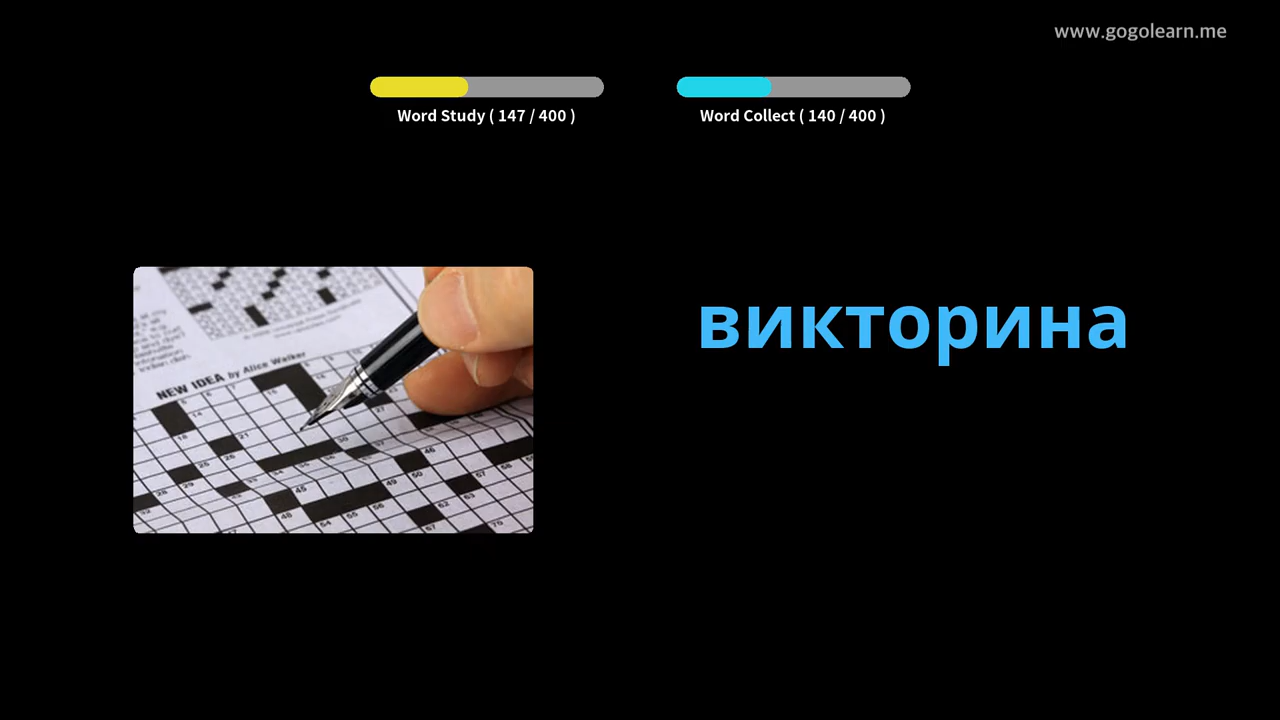 www.gogolearn.me
Word Study ( 147 / 400 )
Word Collect ( 140 / 400 )
викторина
NEW IDEA by Alice Walker